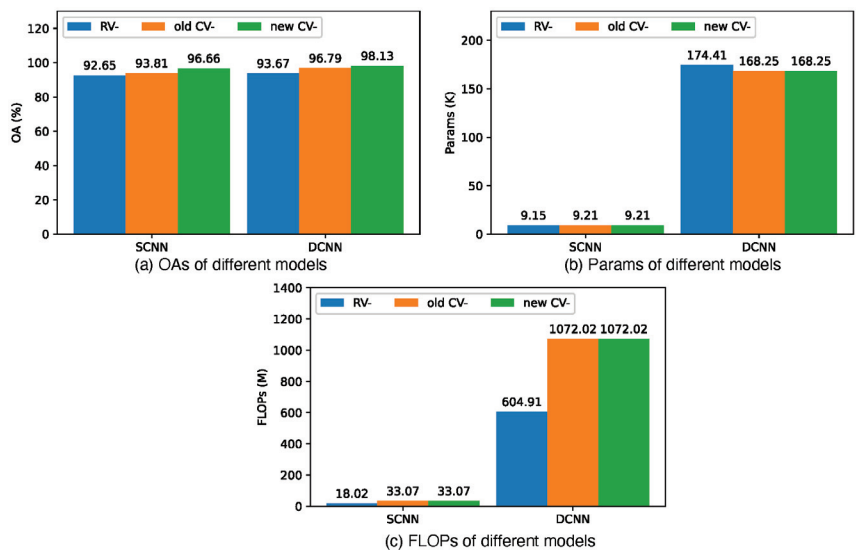 RV- old CV- new CV-
120
100
80
60
40
20
0
OA (%)
92.65 93.81 96.66 93.67 96.79 98.13
SCNN DCNN
(a) OAs of different models
RV- old CV- new CV-
200
150
100
50
0
Params (K)
9.15 9.21 9.21 174.41 168.25 168.25
SCNN DCNN
(b) Params of different models
RV- old CV- new CV-
1400
1200
1000
800
600
400
200
0
FLOPs (M)
18.02 33.07 33.07 604.91 1072.02 1072.02
SCNN DCNN
(c) FLOPs of different models